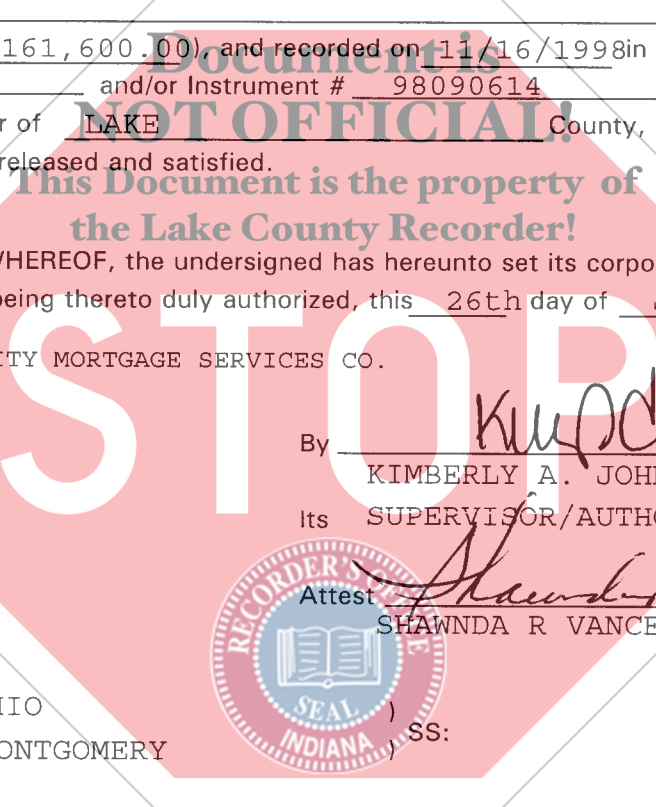 161,600.00), and recorded on 11/16/1998in
Document is
and/or Instrument # 98090614
r of LAKE County,
NOT OFFICIAL!
released and satisfied.
This Document is the property of
the Lake County Recorder!
WHEREOF, the undersigned has hereunto set its corpo
being thereto duly authorized, this 26th day of
STOP
ITY MORTGAGE SERVICES CO.
By
KIMBERLY A. JOH
Its SUPERVISOR/AUTHO
Attest
SHAWNDA R VANCE
RECORDER'S OFFICE
SEAL
INDIANA
HIO )
ONTGOMERY ) SS: